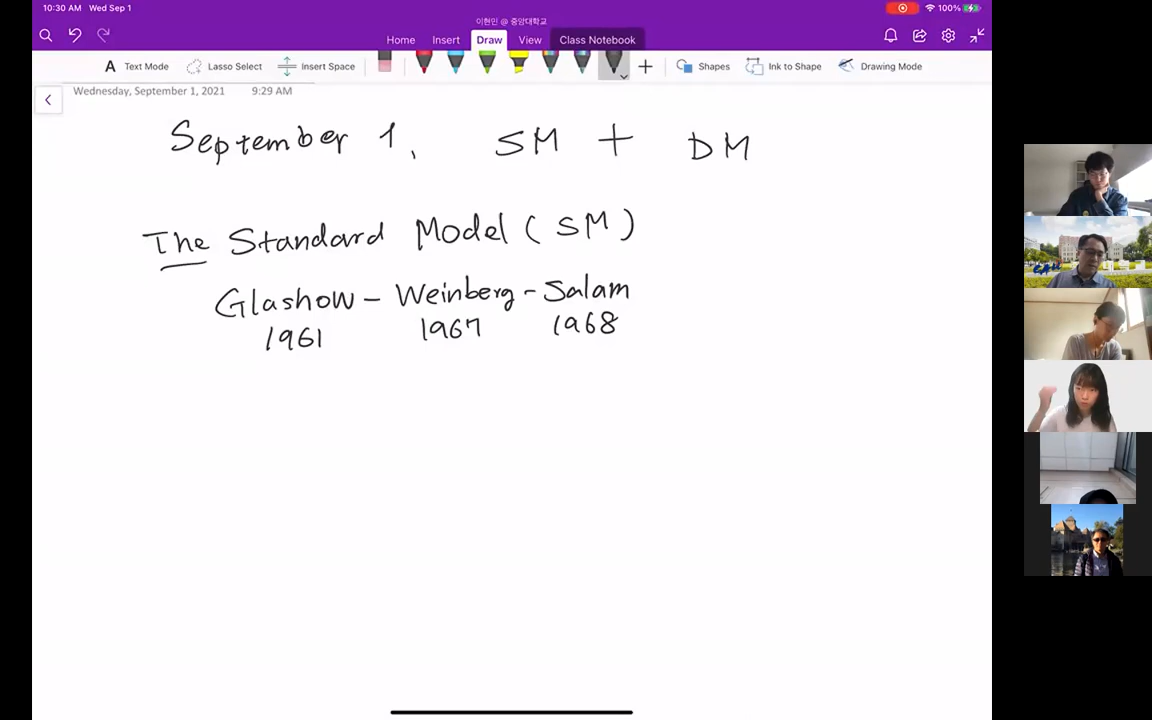 10:30 AM Wed Sep 1 100%
이현민 @ 중앙대학교
Home Insert Draw View Class Notebook
A Text Mode Lasso Select Insert Space Shapes Ink to Shape Drawing Mode
Wednesday, September 1, 2021 9:29 AM
September 1, SM + DM
The Standard Model (SM)
Glashow - Weinberg - Salam
1961 1967 1968